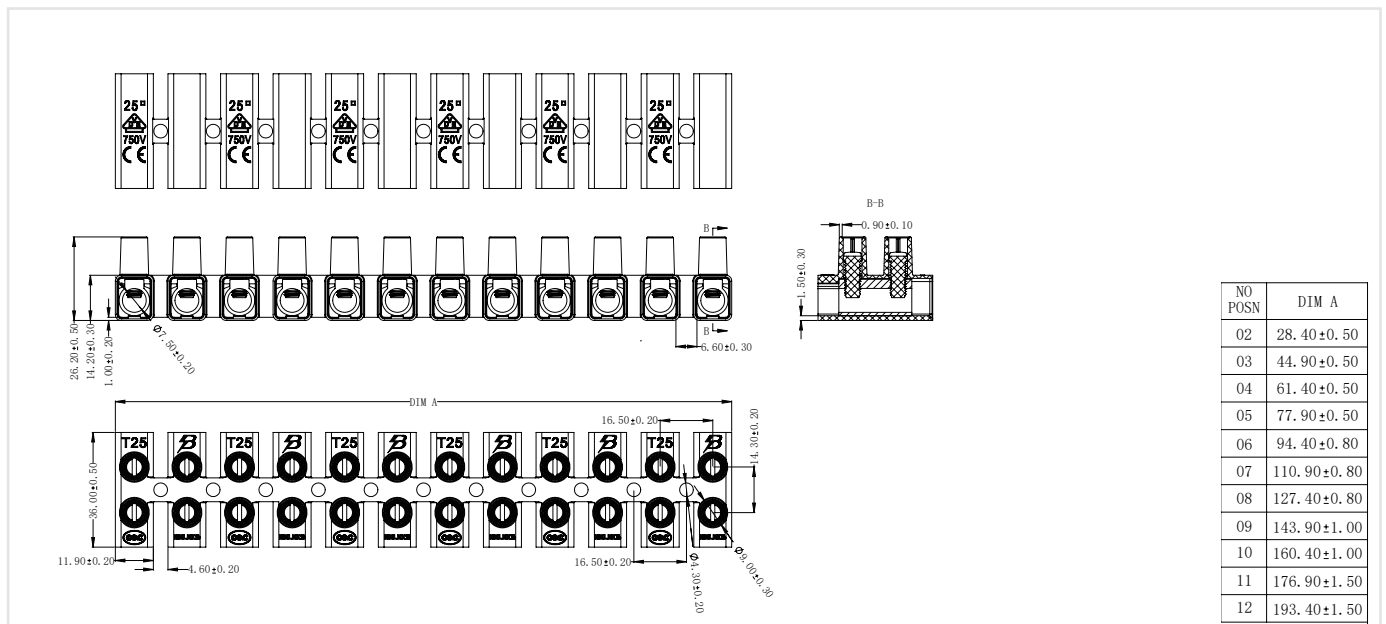 25□ 25□ 25□ 25□ 25□ 25□
750V 750V 750V 750V 750V 750V
CE CE CE CE CE CE
B-B
0.90±0.10
1.50±0.30
B
B
26.20±0.50
14.20±0.30
1.00±0.20
Ø7.50±0.20
6.60±0.30
DIM A
16.50±0.20
14.30±0.20
T25 B T25 B T25 B T25 B T25 B T25 B
36.00±0.50
11.90±0.20
4.60±0.20
16.50±0.20
Ø4.30±0.20
Ø9.00±0.30
NO POSN DIM A
02 28.40±0.50
03 44.90±0.50
04 61.40±0.50
05 77.90±0.50
06 94.40±0.80
07 110.90±0.80
08 127.40±0.80
09 143.90±1.00
10 160.40±1.00
11 176.90±1.50
12 193.40±1.50